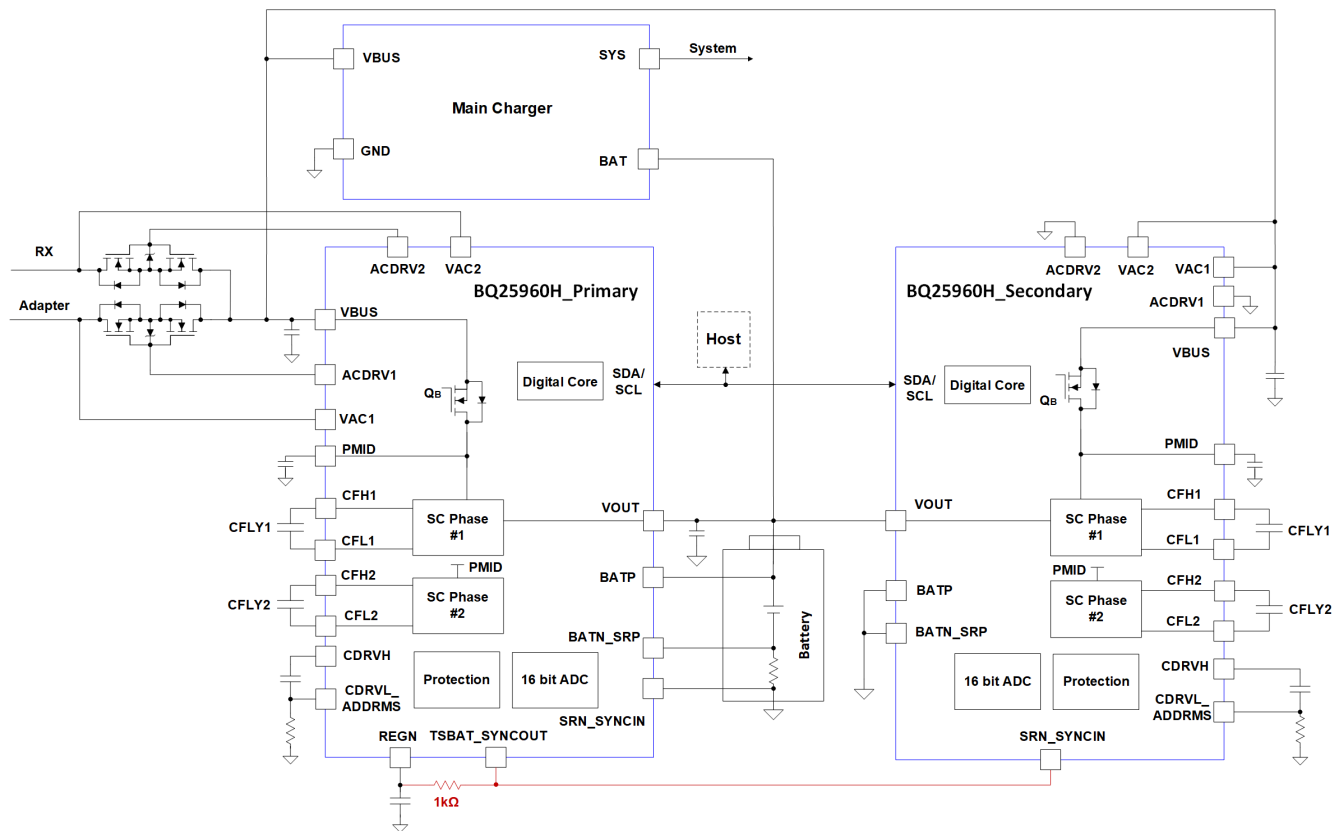 VBUS
SYS
System
Main Charger
GND
BAT
RX
Adapter
ACDRV2
VAC2
BQ25960H_Primary
VBUS
ACDRV1
VAC1
PMID
QB
Digital Core
SDA/
SCL
Host
CFH1
CFLY1
CFL1
SC Phase
#1
VOUT
PMID
CFH2
CFLY2
CFL2
SC Phase
#2
BATP
BATN_SRP
Battery
CDRVH
CDRVL_
ADDRMS
Protection
16 bit ADC
SRN_SYNCIN
REGN
TSBAT_SYNCOUT
1kΩ
ACDRV2
VAC2
VAC1
BQ25960H_Secondary
ACDRV1
VBUS
SDA/
SCL
Digital Core
QB
PMID
VOUT
SC Phase
#1
CFH1
CFLY1
CFL1
PMID
BATP
SC Phase
#2
CFH2
CFLY2
CFL2
BATN_SRP
16 bit ADC
Protection
CDRVH
CDRVL_
ADDRMS
SRN_SYNCIN